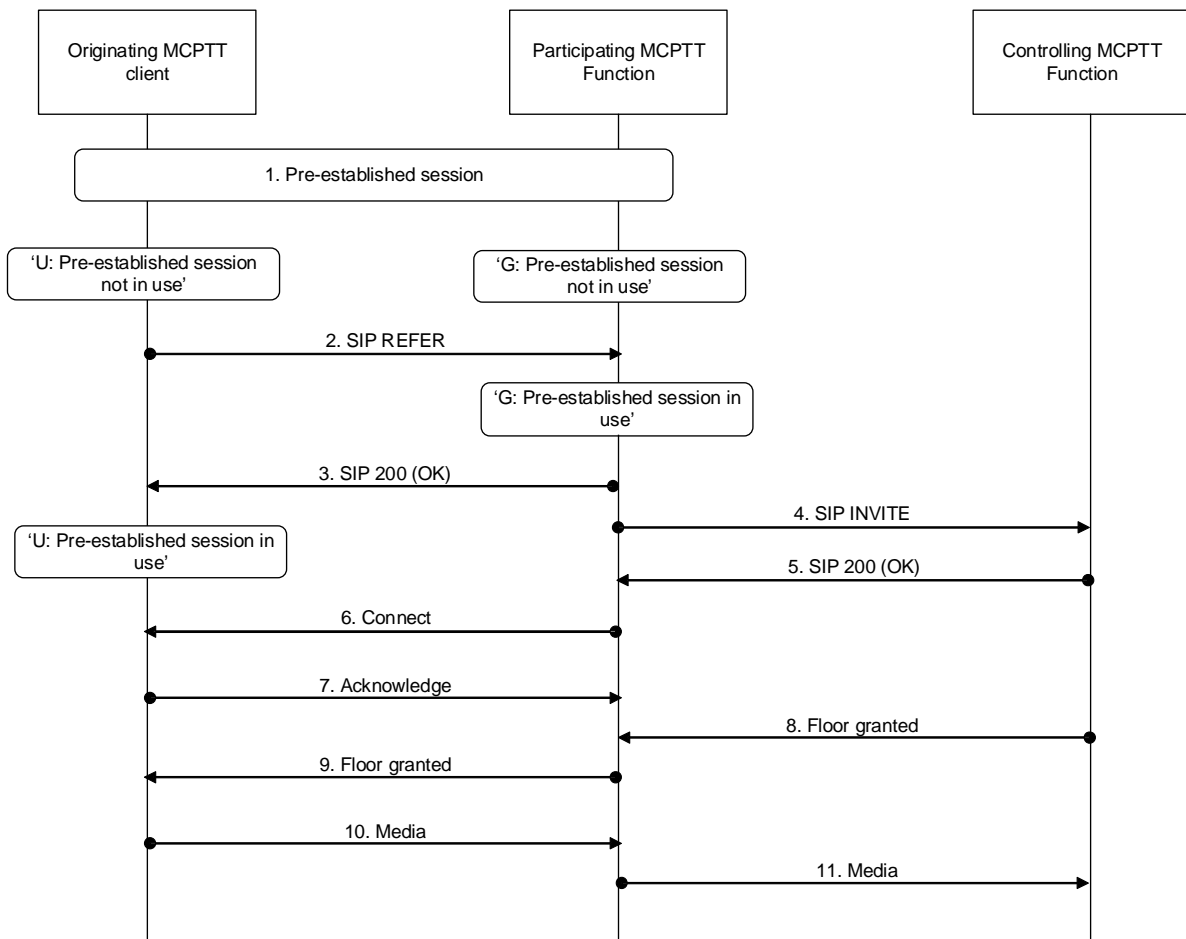 Originating MCPTT
client
Participating MCPTT
Function
Controlling MCPTT
Function
1. Pre-established session
‘U: Pre-established session
not in use’
‘G: Pre-established session
not in use’
2. SIP REFER
‘G: Pre-established session in
use’
3. SIP 200 (OK)
4. SIP INVITE
‘U: Pre-established session in
use’
5. SIP 200 (OK)
6. Connect
7. Acknowledge
8. Floor granted
9. Floor granted
10. Media
11. Media